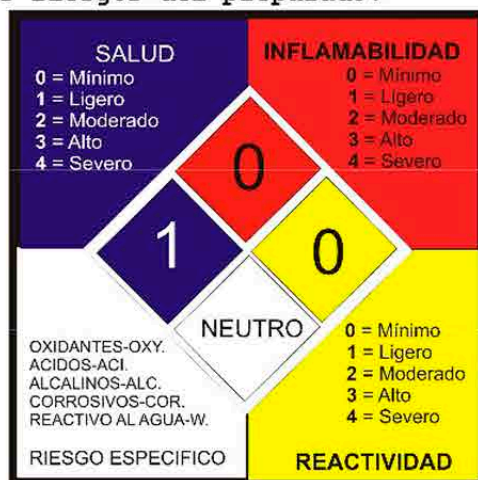 SALUD
0 = Mínimo
1 = Ligero
2 = Moderado
3 = Alto
4 = Severo
INFLAMABILIDAD
0 = Mínimo
1 = Ligero
2 = Moderado
3 = Alto
4 = Severo
0
1
0
NEUTRO
OXIDANTES-OXY.
ACIDOS-ACI.
ALCALINOS-ALC.
CORROSIVOS-COR.
REACTIVO AL AGUA-W.
RIESGO ESPECIFICO
0 = Mínimo
1 = Ligero
2 = Moderado
3 = Alto
4 = Severo
REACTIVIDAD